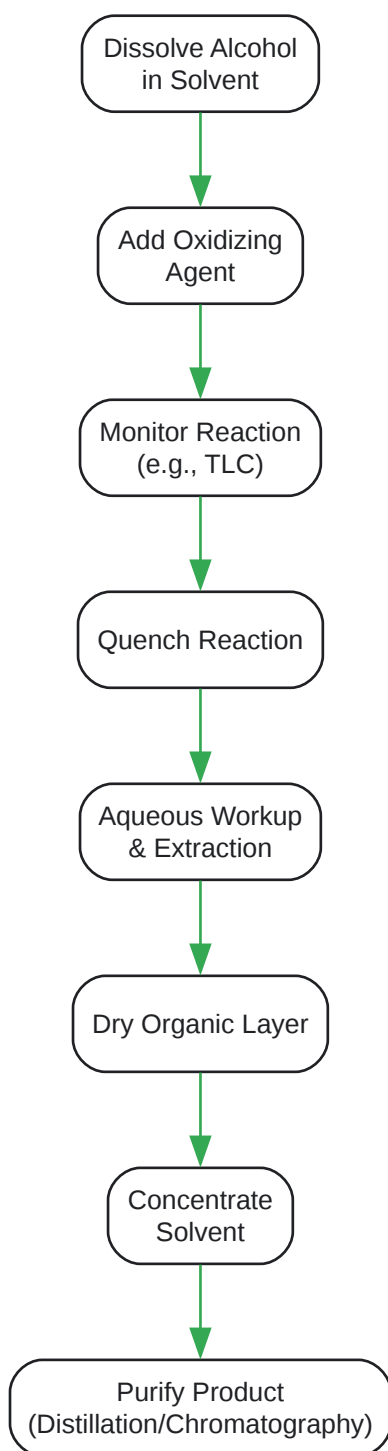 Dissolve Alcohol
in Solvent
Add Oxidizing
Agent
Monitor Reaction
(e.g., TLC)
Quench Reaction
Aqueous Workup
& Extraction
Dry Organic Layer
Concentrate
Solvent
Purify Product
(Distillation/Chromatography)